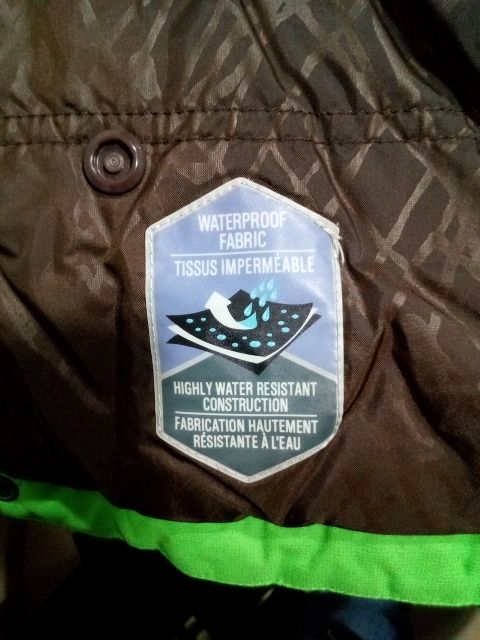 WATERPROOF
FABRIC
TISSUS IMPERMÉABLE
HIGHLY WATER RESISTANT
CONSTRUCTION
FABRICATION HAUTEMENT
RÉSISTANTE À L'EAU